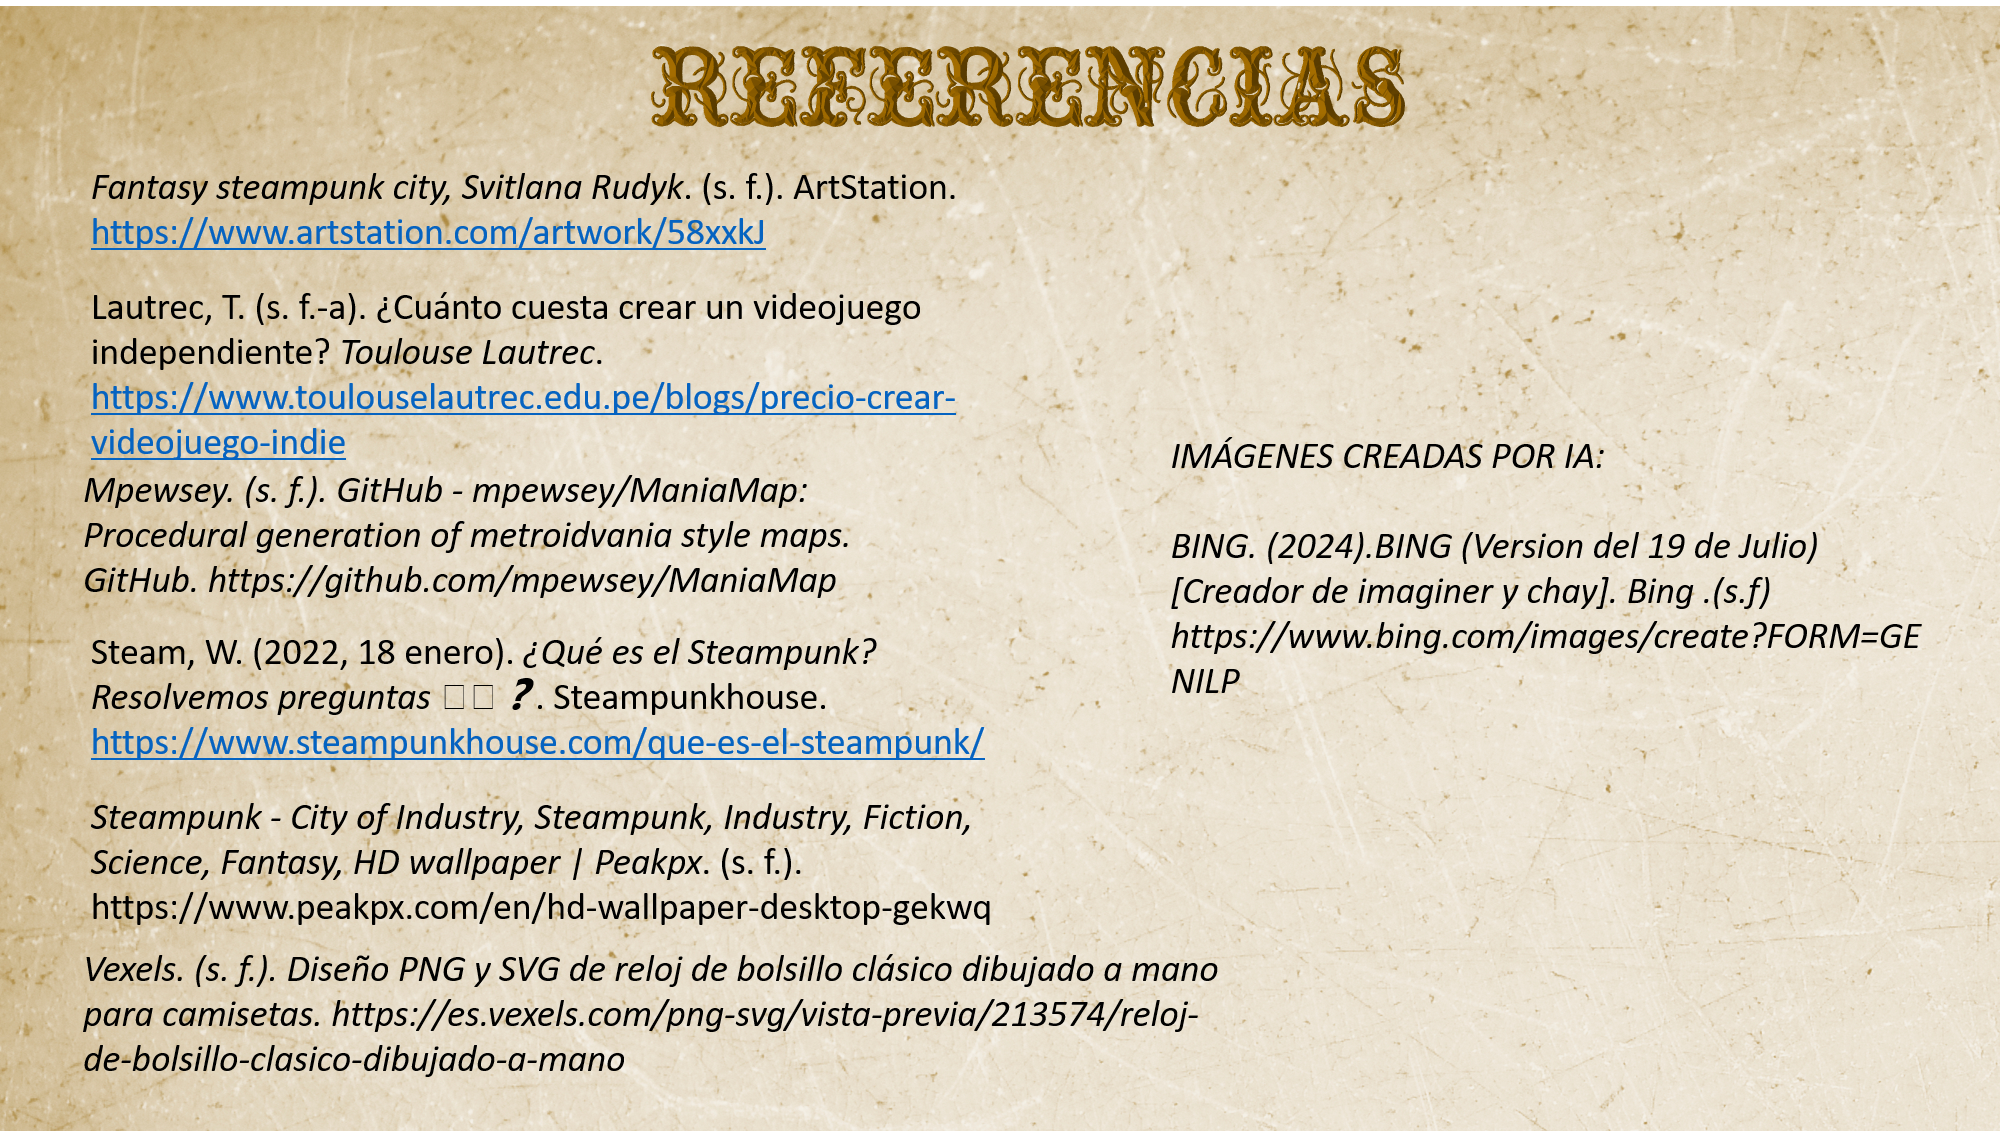 REFERENCIAS
Fantasy steampunk city, Svitlana Rudyk. (s. f.). ArtStation.
https://www.artstation.com/artwork/58xxkJ
Lautrec, T. (s. f.-a). ¿Cuánto cuesta crear un videojuego
independiente? Toulouse Lautrec.
https://www.toulouselautrec.edu.pe/blogs/precio-crear-
videojuego-indie
Mpewsey. (s. f.). GitHub - mpewsey/ManiaMap:
Procedural generation of metroidvania style maps.
GitHub. https://github.com/mpewsey/ManiaMap
Steam, W. (2022, 18 enero). ¿Qué es el Steampunk?
Resolvemos preguntas □□ ?. Steampunkhouse.
https://www.steampunkhouse.com/que-es-el-steampunk/
Steampunk - City of Industry, Steampunk, Industry, Fiction,
Science, Fantasy, HD wallpaper | Peakpx. (s. f.).
https://www.peakpx.com/en/hd-wallpaper-desktop-gekwq
Vexels. (s. f.). Diseño PNG y SVG de reloj de bolsillo clásico dibujado a mano
para camisetas. https://es.vexels.com/png-svg/vista-previa/213574/reloj-
de-bolsillo-clasico-dibujado-a-mano
IMÁGENES CREADAS POR IA:
BING. (2024).BING (Version del 19 de Julio)
[Creador de imaginer y chay]. Bing .(s.f)
https://www.bing.com/images/create?FORM=GE
NILP